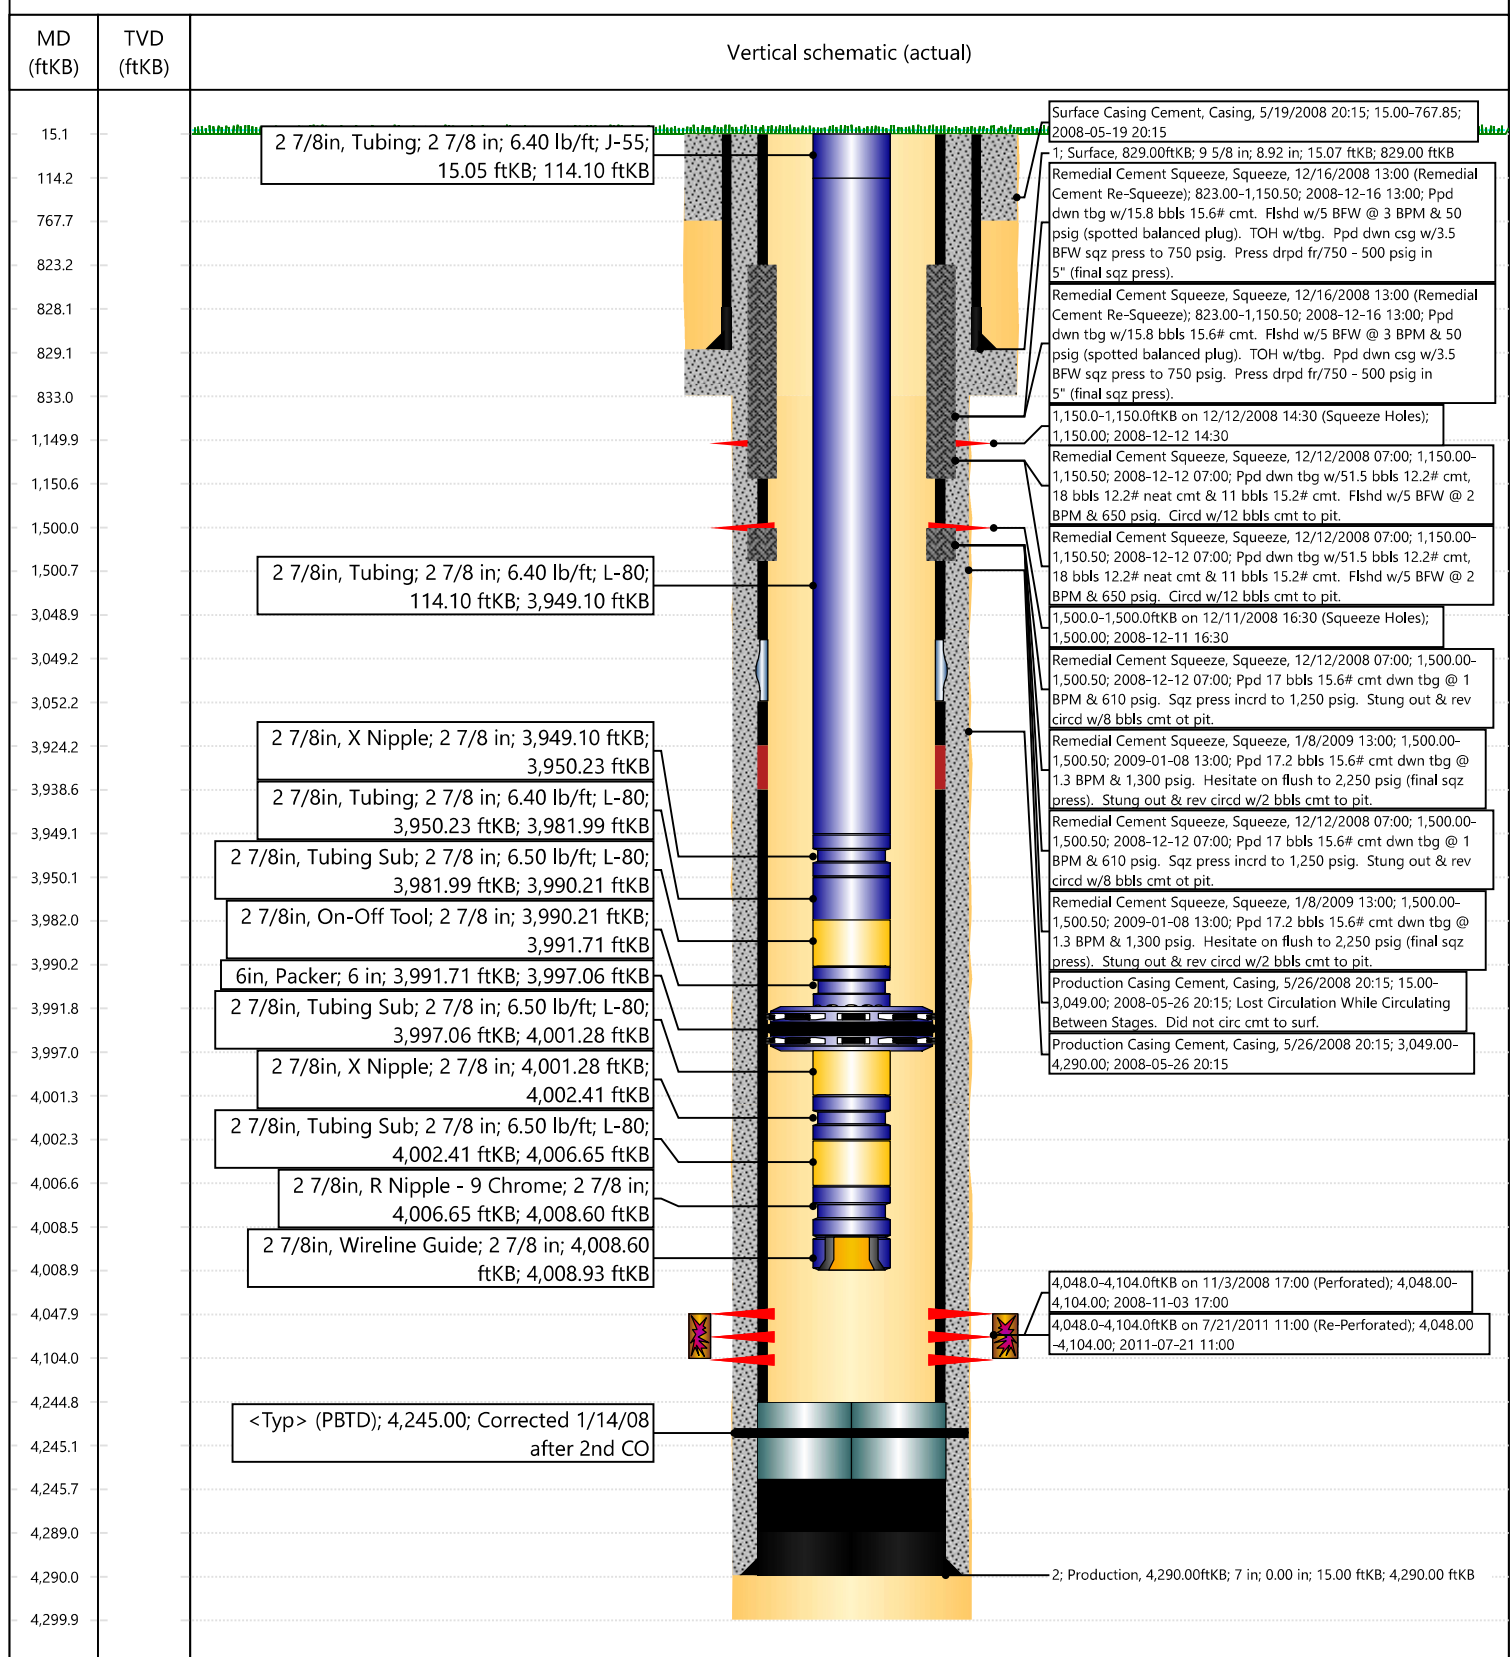 MD
(ftKB)
TVD
(ftKB)
Vertical schematic (actual)
15.1
114.2
767.7
823.2
828.1
829.1
833.0
1,149.9
1,150.6
1,500.0
1,500.7
3,048.9
3,049.2
3,052.2
3,924.2
3,938.6
3,949.1
3,950.1
3,982.0
3,990.2
3,991.8
3,997.0
4,001.3
4,002.3
4,006.6
4,008.5
4,008.9
4,047.9
4,104.0
4,244.8
4,245.1
4,245.7
4,289.0
4,290.0
4,299.9
2 7/8in, Tubing; 2 7/8 in; 6.40 lb/ft; J-55;
15.05 ftKB; 114.10 ftKB
2 7/8in, Tubing; 2 7/8 in; 6.40 lb/ft; L-80;
114.10 ftKB; 3,949.10 ftKB
2 7/8in, X Nipple; 2 7/8 in; 3,949.10 ftKB;
3,950.23 ftKB
2 7/8in, Tubing; 2 7/8 in; 6.40 lb/ft; L-80;
3,950.23 ftKB; 3,981.99 ftKB
2 7/8in, Tubing Sub; 2 7/8 in; 6.50 lb/ft; L-80;
3,981.99 ftKB; 3,990.21 ftKB
2 7/8in, On-Off Tool; 2 7/8 in; 3,990.21 ftKB;
3,991.71 ftKB
6in, Packer; 6 in; 3,991.71 ftKB; 3,997.06 ftKB
2 7/8in, Tubing Sub; 2 7/8 in; 6.50 lb/ft; L-80;
3,997.06 ftKB; 4,001.28 ftKB
2 7/8in, X Nipple; 2 7/8 in; 4,001.28 ftKB;
4,002.41 ftKB
2 7/8in, Tubing Sub; 2 7/8 in; 6.50 lb/ft; L-80;
4,002.41 ftKB; 4,006.65 ftKB
2 7/8in, R Nipple - 9 Chrome; 2 7/8 in;
4,006.65 ftKB; 4,008.60 ftKB
2 7/8in, Wireline Guide; 2 7/8 in; 4,008.60
ftKB; 4,008.93 ftKB
<Typ> (PBTD); 4,245.00; Corrected 1/14/08
after 2nd CO
Surface Casing Cement, Casing, 5/19/2008 20:15; 15.00-767.85;
2008-05-19 20:15
1; Surface, 829.00ftKB; 9 5/8 in; 8.92 in; 15.07 ftKB; 829.00 ftKB
Remedial Cement Squeeze, Squeeze, 12/16/2008 13:00 (Remedial
Cement Re-Squeeze); 823.00-1,150.50; 2008-12-16 13:00; Ppd
dwn tbg w/15.8 bbls 15.6# cmt.  Flshd w/5 BFW @ 3 BPM & 50
psig (spotted balanced plug).  TOH w/tbg.  Ppd dwn csg w/3.5
BFW sqz press to 750 psig.  Press drpd fr/750 - 500 psig in
5" (final sqz press).
Remedial Cement Squeeze, Squeeze, 12/16/2008 13:00 (Remedial
Cement Re-Squeeze); 823.00-1,150.50; 2008-12-16 13:00; Ppd
dwn tbg w/15.8 bbls 15.6# cmt.  Flshd w/5 BFW @ 3 BPM & 50
psig (spotted balanced plug).  TOH w/tbg.  Ppd dwn csg w/3.5
BFW sqz press to 750 psig.  Press drpd fr/750 - 500 psig in
5" (final sqz press).
1,150.0-1,150.0ftKB on 12/12/2008 14:30 (Squeeze Holes);
1,150.00; 2008-12-12 14:30
Remedial Cement Squeeze, Squeeze, 12/12/2008 07:00; 1,150.00-
1,150.50; 2008-12-12 07:00; Ppd dwn tbg w/51.5 bbls 12.2# cmt,
18 bbls 12.2# neat cmt & 11 bbls 15.2# cmt.  Flshd w/5 BFW @ 2
BPM & 650 psig.  Circd w/12 bbls cmt to pit.
Remedial Cement Squeeze, Squeeze, 12/12/2008 07:00; 1,150.00-
1,150.50; 2008-12-12 07:00; Ppd dwn tbg w/51.5 bbls 12.2# cmt,
18 bbls 12.2# neat cmt & 11 bbls 15.2# cmt.  Flshd w/5 BFW @ 2
BPM & 650 psig.  Circd w/12 bbls cmt to pit.
1,500.0-1,500.0ftKB on 12/11/2008 16:30 (Squeeze Holes);
1,500.00; 2008-12-11 16:30
Remedial Cement Squeeze, Squeeze, 12/12/2008 07:00; 1,500.00-
1,500.50; 2008-12-12 07:00; Ppd 17 bbls 15.6# cmt dwn tbg @ 1
BPM & 610 psig.  Sqz press incrd to 1,250 psig.  Stung out & rev
circd w/8 bbls cmt ot pit.
Remedial Cement Squeeze, Squeeze, 1/8/2009 13:00; 1,500.00-
1,500.50; 2009-01-08 13:00; Ppd 17.2 bbls 15.6# cmt dwn tbg @
1.3 BPM & 1,300 psig.  Hesitate on flush to 2,250 psig (final sqz
press).  Stung out & rev circd w/2 bbls cmt to pit.
Remedial Cement Squeeze, Squeeze, 12/12/2008 07:00; 1,500.00-
1,500.50; 2008-12-12 07:00; Ppd 17 bbls 15.6# cmt dwn tbg @ 1
BPM & 610 psig.  Sqz press incrd to 1,250 psig.  Stung out & rev
circd w/8 bbls cmt ot pit.
Remedial Cement Squeeze, Squeeze, 1/8/2009 13:00; 1,500.00-
1,500.50; 2009-01-08 13:00; Ppd 17.2 bbls 15.6# cmt dwn tbg @
1.3 BPM & 1,300 psig.  Hesitate on flush to 2,250 psig (final sqz
press).  Stung out & rev circd w/2 bbls cmt to pit.
Production Casing Cement, Casing, 5/26/2008 20:15; 15.00-
3,049.00; 2008-05-26 20:15; Lost Circulation While Circulating
Between Stages.  Did not circ cmt to surf.
Production Casing Cement, Casing, 5/26/2008 20:15; 3,049.00-
4,290.00; 2008-05-26 20:15
4,048.0-4,104.0ftKB on 11/3/2008 17:00 (Perforated); 4,048.00-
4,104.00; 2008-11-03 17:00
4,048.0-4,104.0ftKB on 7/21/2011 11:00 (Re-Perforated); 4,048.00
-4,104.00; 2011-07-21 11:00
2; Production, 4,290.00ftKB; 7 in; 0.00 in; 15.00 ftKB; 4,290.00 ftKB